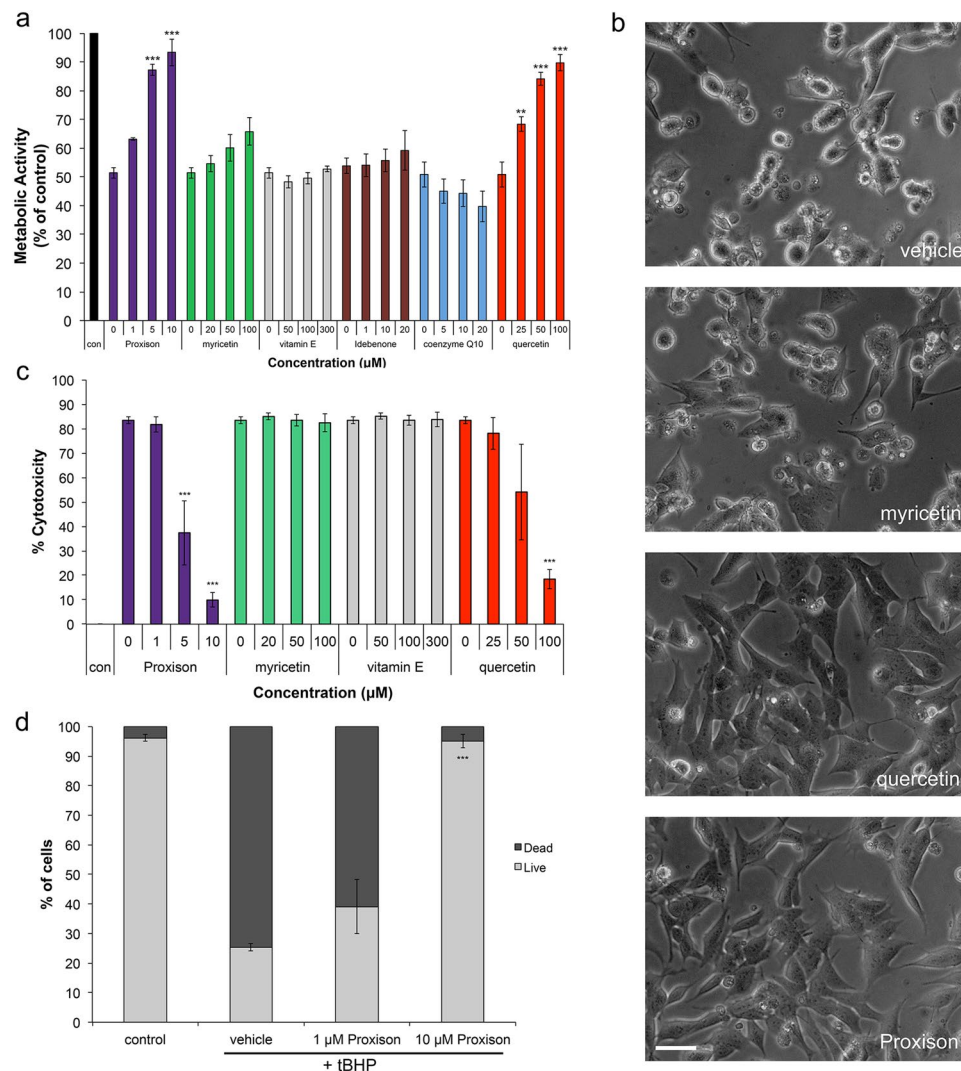 a
Metabolic Activity
(% of control)
100
90
80
70
60
50
40
30
20
10
0
*** *** ** *** ***
0 1 5 10 0 20 50 100 0 50 100 300 0 1 10 20 0 5 10 20 0 25 50 100
con Proxison myricetin vitamin E Idebenone coenzyme Q10 quercetin
Concentration (µM)
b
vehicle
myricetin
quercetin
Proxison
c
% Cytotoxicity
100
90
80
70
60
50
40
30
20
10
0
*** *** ***
0 1 5 10 0 20 50 100 0 50 100 300 0 25 50 100
con Proxison myricetin vitamin E quercetin
Concentration (µM)
d
% of cells
100
90
80
70
60
50
40
30
20
10
0
***
Dead
Live
control vehicle 1 µM Proxison 10 µM Proxison
+ tBHP